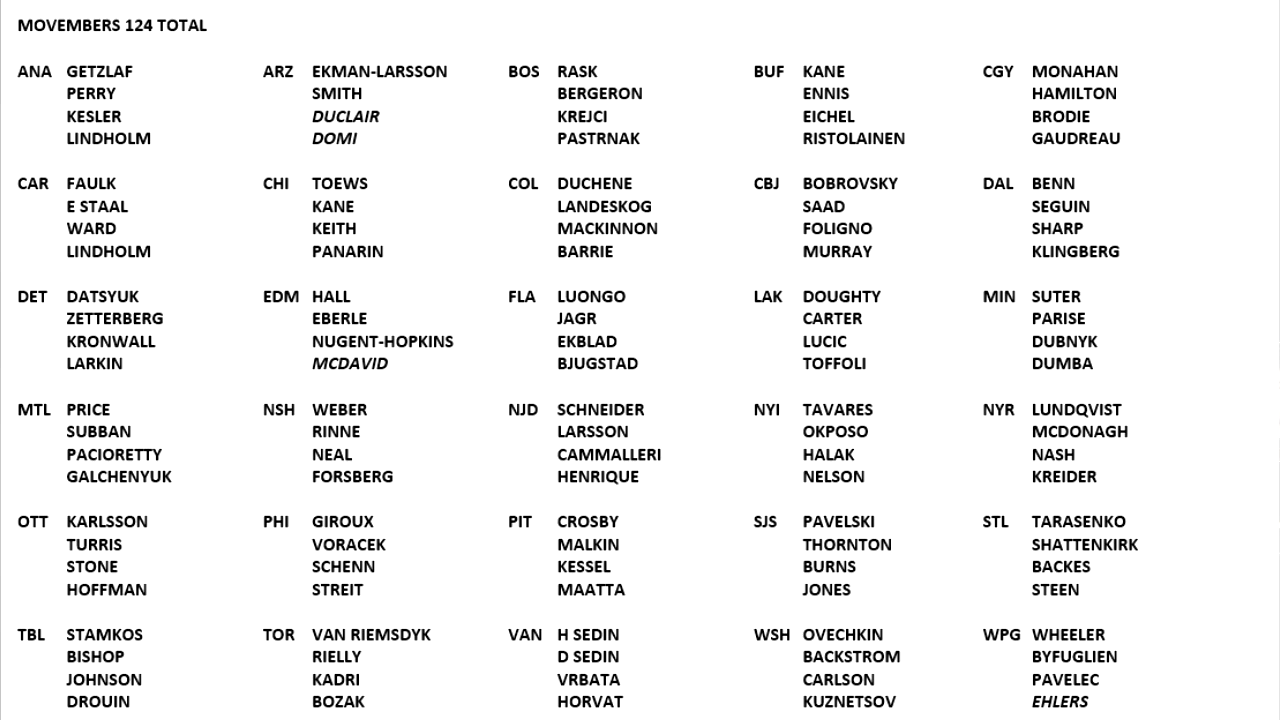 MOVEMBERS 124 TOTAL
ANA GETZLAF ARZ EKMAN-LARSSON BOS RASK BUF KANE CGY MONAHAN
PERRY SMITH BERGERON ENNIS HAMILTON
KESLER DUCLAIR KREJCI EICHEL BRODIE
LINDHOLM DOMI PASTRNAK RISTOLAINEN GAUDREAU
CAR FAULK CHI TOEWS COL DUCHENE CBJ BOBROVSKY DAL BENN
E STAAL KANE LANDESKOG SAAD SEGUIN
WARD KEITH MACKINNON FOLIGNO SHARP
LINDHOLM PANARIN BARRIE MURRAY KLINGBERG
DET DATSYUK EDM HALL FLA LUONGO LAK DOUGHTY MIN SUTER
ZETTERBERG EBERLE JAGR CARTER PARISE
KRONWALL NUGENT-HOPKINS EKBLAD LUCIC DUBNYK
LARKIN MCDAVID BJUGSTAD TOFFOLI DUMBA
MTL PRICE NSH WEBER NJD SCHNEIDER NYI TAVARES NYR LUNDQVIST
SUBBAN RINNE LARSSON OKPOSO MCDONAGH
PACIORETTY NEAL CAMMALLERI HALAK NASH
GALCHENYUK FORSBERG HENRIQUE NELSON KREIDER
OTT KARLSSON PHI GIROUX PIT CROSBY SJS PAVELSKI STL TARASENKO
TURRIS VORACEK MALKIN THORNTON SHATTENKIRK
STONE SCHENN KESSEL BURNS BACKES
HOFFMAN STREIT MAATTA JONES STEEN
TBL STAMKOS TOR VAN RIEMSDYK VAN H SEDIN WSH OVECHKIN WPG WHEELER
BISHOP RIELLY D SEDIN BACKSTROM BYFUGLIEN
JOHNSON KADRI VRBATA CARLSON PAVELEC
DROUIN BOZAK HORVAT KUZNETSOV EHLERS